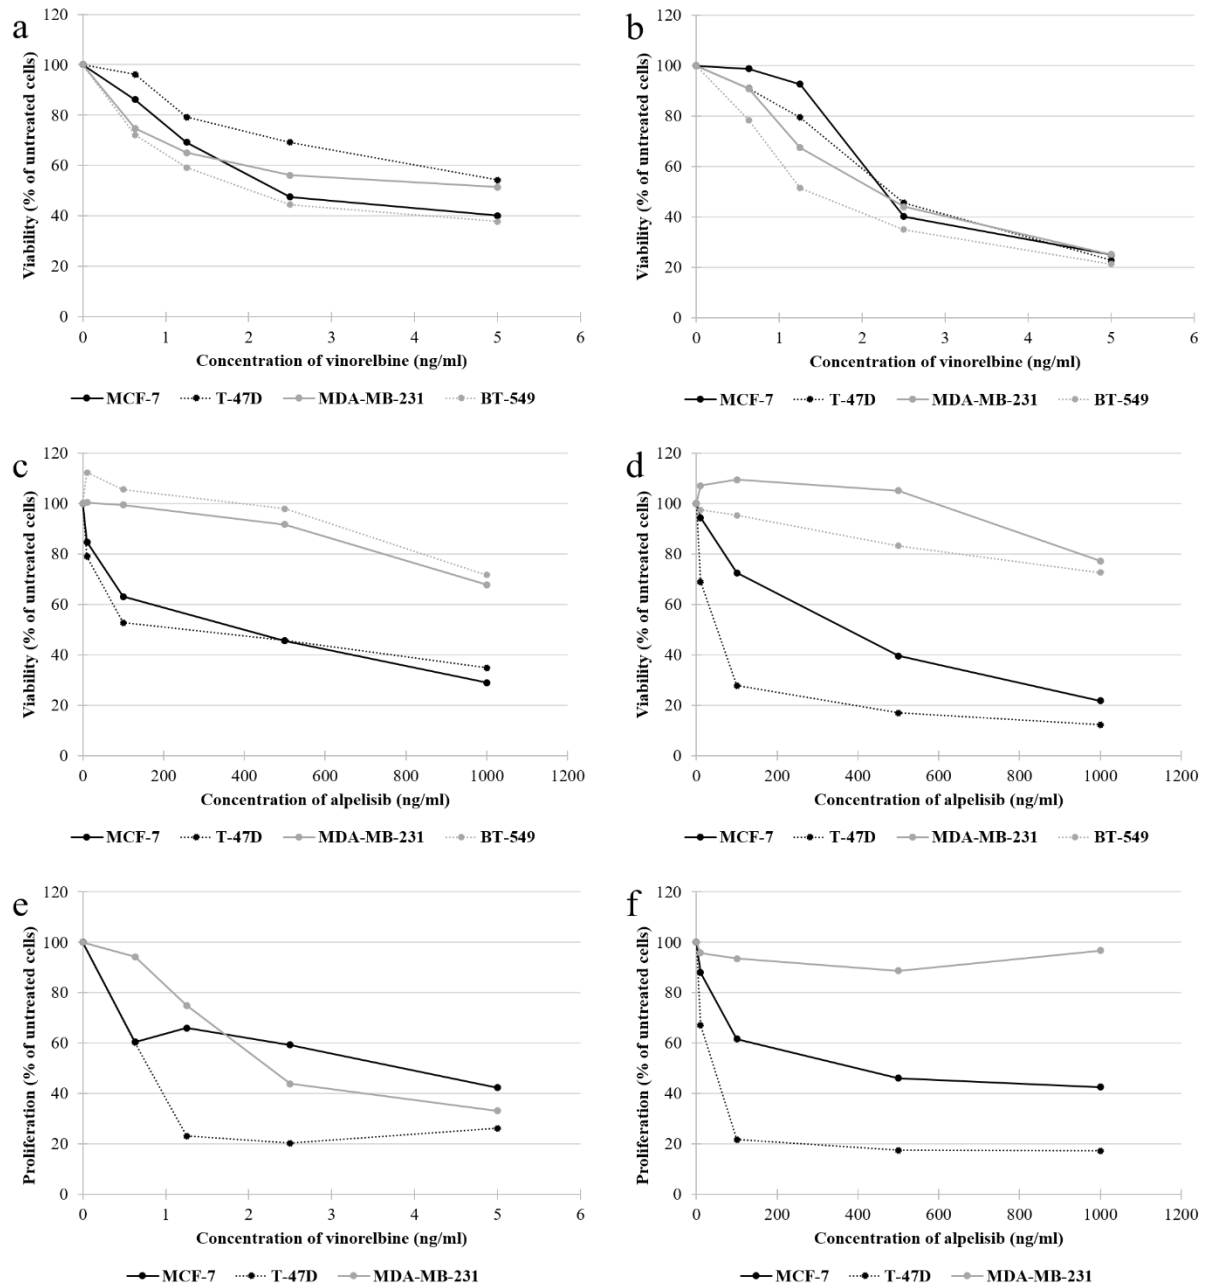 a
120
100
80
60
40
20
0
Viability (% of untreated cells)
0 1 2 3 4 5 6
Concentration of vinorelbine (ng/ml)
MCF-7 T-47D MDA-MB-231 BT-549
b
120
100
80
60
40
20
0
Viability (% of untreated cells)
0 1 2 3 4 5 6
Concentration of vinorelbine (ng/ml)
MCF-7 T-47D MDA-MB-231 BT-549
c
120
100
80
60
40
20
0
Viability (% of untreated cells)
0 200 400 600 800 1000 1200
Concentration of alpelisib (ng/ml)
MCF-7 T-47D MDA-MB-231 BT-549
d
120
100
80
60
40
20
0
Viability (% of untreated cells)
0 200 400 600 800 1000 1200
Concentration of alpelisib (ng/ml)
MCF-7 T-47D MDA-MB-231 BT-549
e
120
100
80
60
40
20
0
Proliferation (% of untreated cells)
0 1 2 3 4 5 6
Concentration of vinorelbine (ng/ml)
MCF-7 T-47D MDA-MB-231
f
120
100
80
60
40
20
0
Proliferation (% of untreated cells)
0 200 400 600 800 1000 1200
Concentration of alpelisib (ng/ml)
MCF-7 T-47D MDA-MB-231